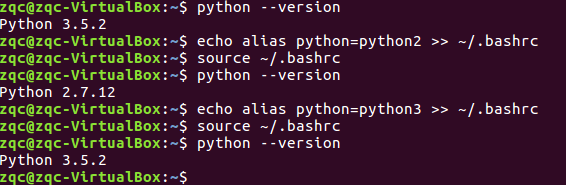 zqc@zqc-VirtualBox:~$ python --version
Python 3.5.2
zqc@zqc-VirtualBox:~$ echo alias python=python2 >> ~/.bashrc
zqc@zqc-VirtualBox:~$ source ~/.bashrc
zqc@zqc-VirtualBox:~$ python --version
Python 2.7.12
zqc@zqc-VirtualBox:~$ echo alias python=python3 >> ~/.bashrc
zqc@zqc-VirtualBox:~$ source ~/.bashrc
zqc@zqc-VirtualBox:~$ python --version
Python 3.5.2
zqc@zqc-VirtualBox:~$